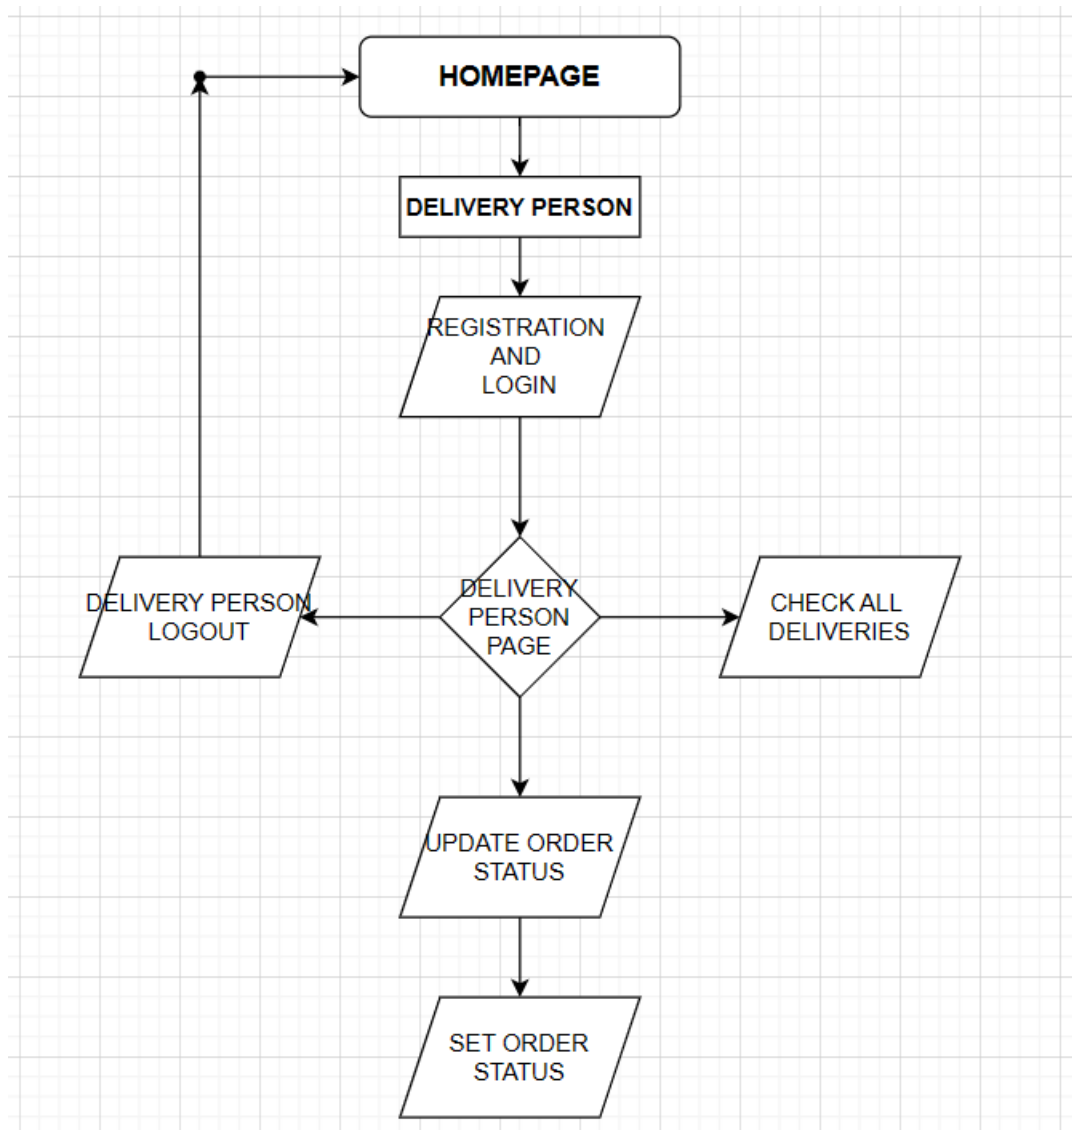 HOMEPAGE
DELIVERY PERSON
REGISTRATION
AND
LOGIN
DELIVERY PERSON
LOGOUT
DELIVERY
PERSON
PAGE
CHECK ALL
DELIVERIES
UPDATE ORDER
STATUS
SET ORDER
STATUS